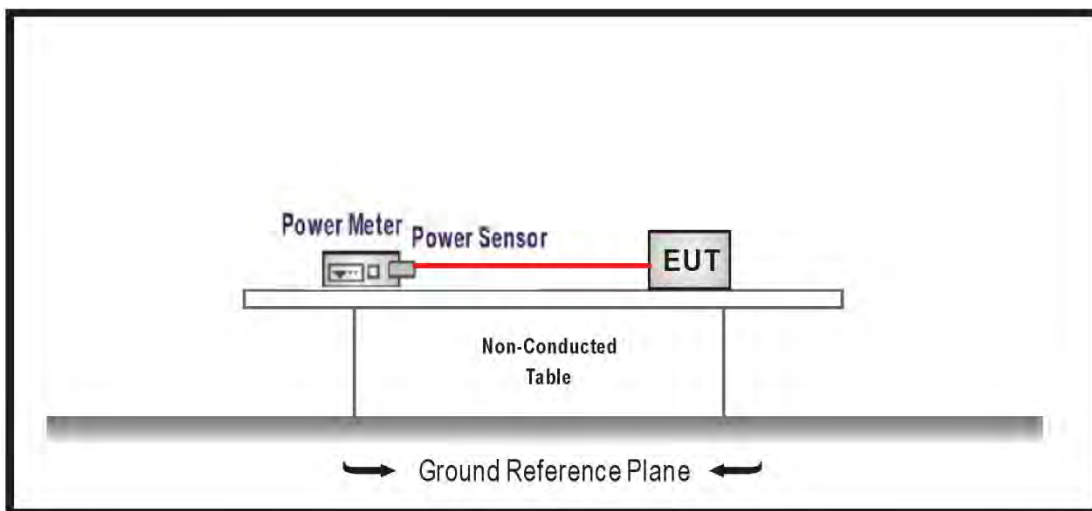 Power Meter
Power Sensor
EUT
Non-Conducted
Table
Ground Reference Plane